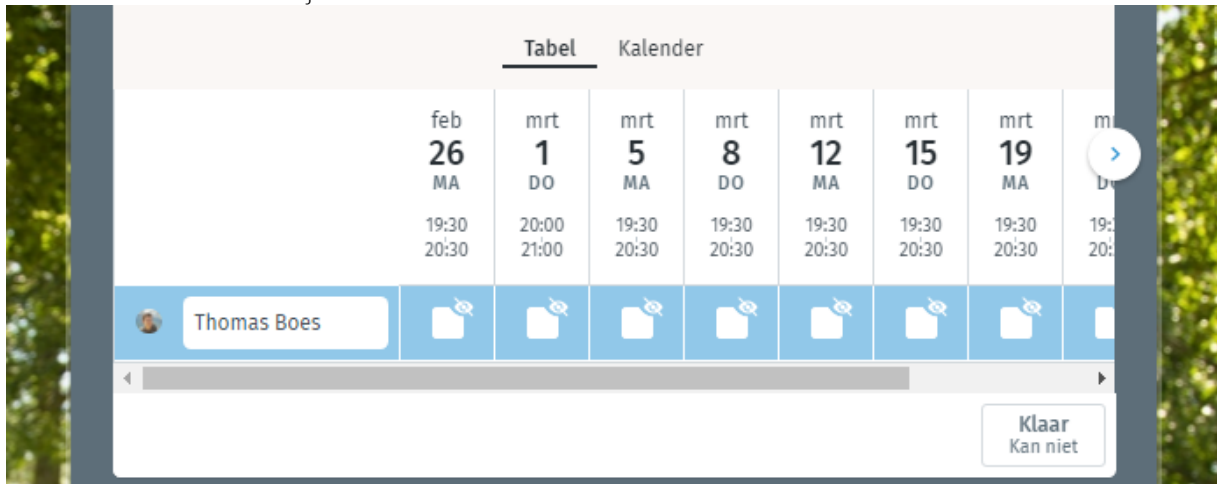 Tabel Kalender
feb mrt mrt mrt mrt mrt mrt
26 1 5 8 12 15 19
MA DO MA DO MA DO MA
19:30 20:00 19:30 19:30 19:30 19:30 19:30
20:30 21:00 20:30 20:30 20:30 20:30 20:30
Thomas Boes
Klaar
Kan niet